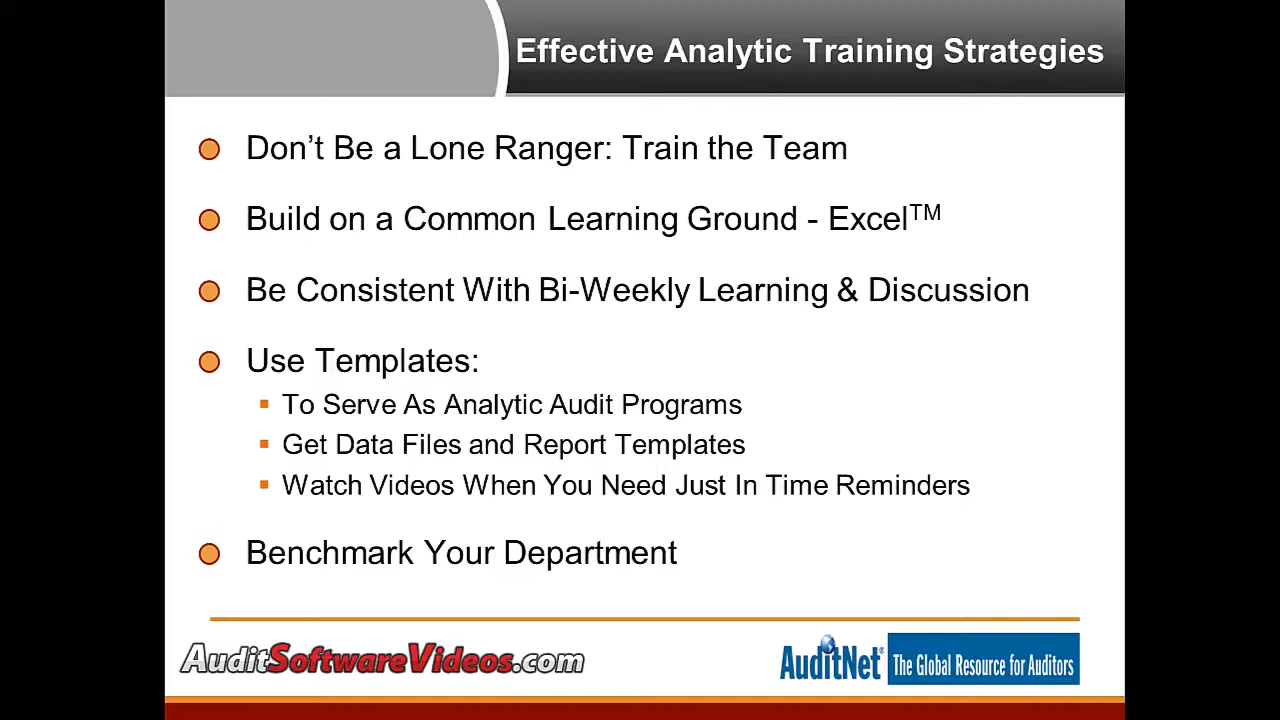 Effective Analytic Training Strategies
Don’t Be a Lone Ranger: Train the Team
Build on a Common Learning Ground - Excel™
Be Consistent With Bi-Weekly Learning & Discussion
Use Templates:
To Serve As Analytic Audit Programs
Get Data Files and Report Templates
Watch Videos When You Need Just In Time Reminders
Benchmark Your Department
AuditSoftwareVideos.com
AuditNet® The Global Resource for Auditors